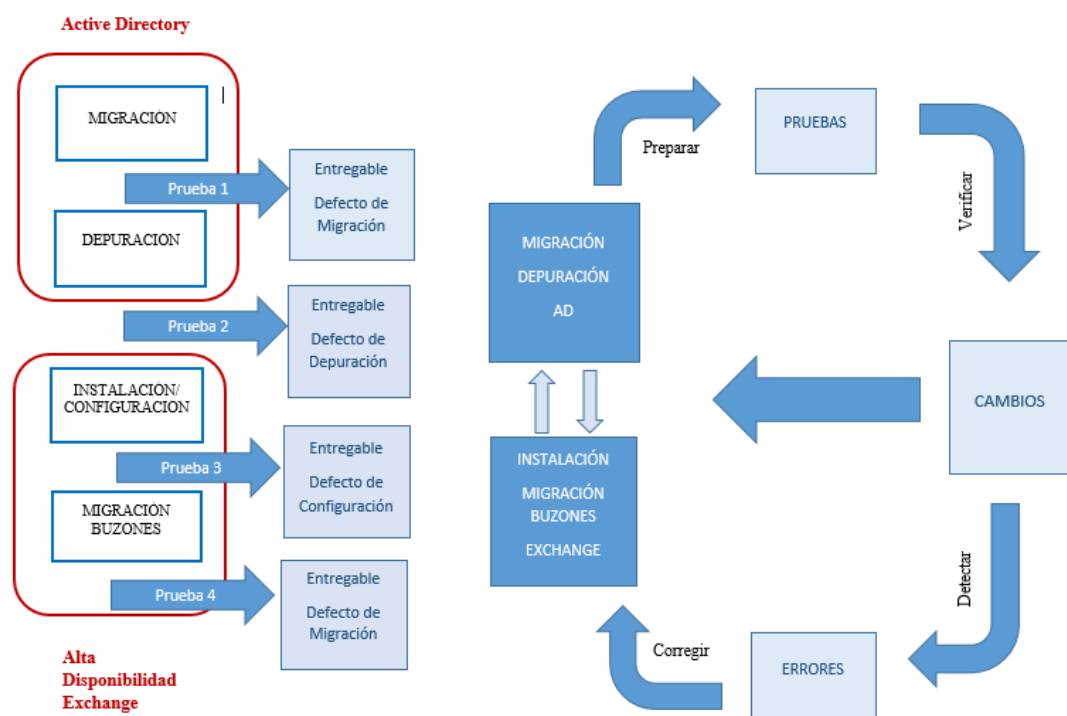 Active Directory
MIGRACIÓN
Prueba 1
DEPURACION
Entregable
Defecto de
Migración
Prueba 2
Entregable
Defecto de
Depuración
INSTALACIÓN/
CONFIGURACION
Prueba 3
MIGRACIÓN
BUZONES
Entregable
Defecto de
Configuración
Prueba 4
Entregable
Defecto de
Migración
Alta
Disponibilidad
Exchange
Preparar
PRUEBAS
Verificar
MIGRACIÓN
DEPURACIÓN
AD
CAMBIOS
INSTALACIÓN
MIGRACIÓN
BUZONES
EXCHANGE
Detectar
Corregir
ERRORES